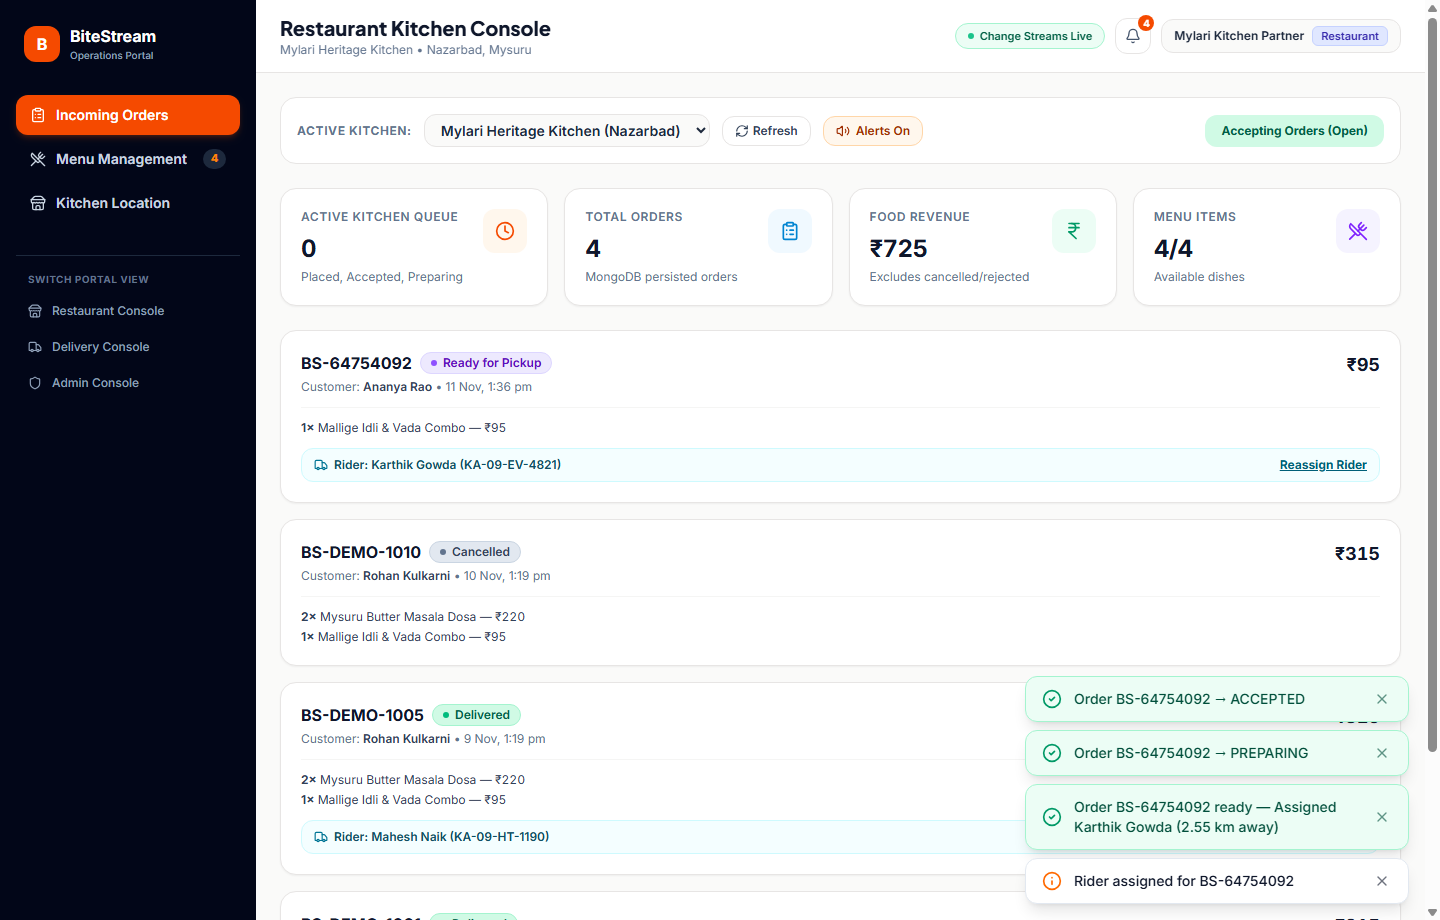 B
BiteStream
Operations Portal
Incoming Orders
Menu Management 4
Kitchen Location
SWITCH PORTAL VIEW
Restaurant Console
Delivery Console
Admin Console
Restaurant Kitchen Console
Mylari Heritage Kitchen • Nazarbad, Mysuru
Change Streams Live
4
Mylari Kitchen Partner Restaurant
ACTIVE KITCHEN: Mylari Heritage Kitchen (Nazarbad) Refresh Alerts On Accepting Orders (Open)
ACTIVE KITCHEN QUEUE
0
Placed, Accepted, Preparing
TOTAL ORDERS
4
MongoDB persisted orders
FOOD REVENUE
₹725
Excludes cancelled/rejected
₹
MENU ITEMS
4/4
Available dishes
BS-64754092 Ready for Pickup ₹95
Customer: Ananya Rao • 11 Nov, 1:36 pm
1× Mallige Idli & Vada Combo — ₹95
Rider: Karthik Gowda (KA-09-EV-4821) Reassign Rider
BS-DEMO-1010 Cancelled ₹315
Customer: Rohan Kulkarni • 10 Nov, 1:19 pm
2× Mysuru Butter Masala Dosa — ₹220
1× Mallige Idli & Vada Combo — ₹95
BS-DEMO-1005 Delivered
Customer: Rohan Kulkarni • 9 Nov, 1:19 pm
2× Mysuru Butter Masala Dosa — ₹220
1× Mallige Idli & Vada Combo — ₹95
Rider: Mahesh Naik (KA-09-HT-1190)
Order BS-64754092 → ACCEPTED
Order BS-64754092 → PREPARING
Order BS-64754092 ready — Assigned
Karthik Gowda (2.55 km away)
Rider assigned for BS-64754092